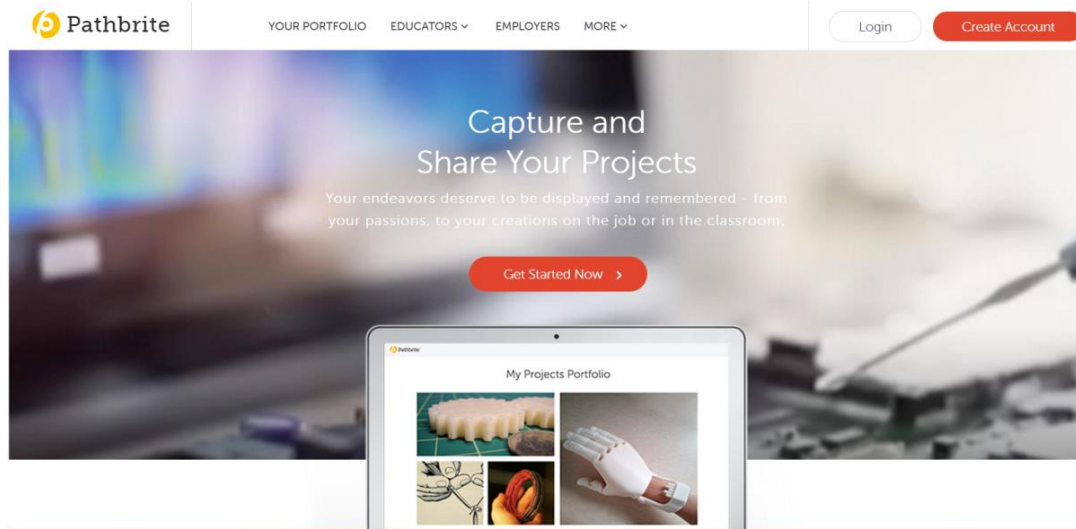 Pathbrite
YOUR PORTFOLIO EDUCATORS EMPLOYERS MORE
Login
Create Account
Capture and
Share Your Projects
Your endeavors deserve to be displayed and remembered - from
your passions, to your creations on the job or in the classroom.
Get Started Now
Pathbrite
My Projects Portfolio